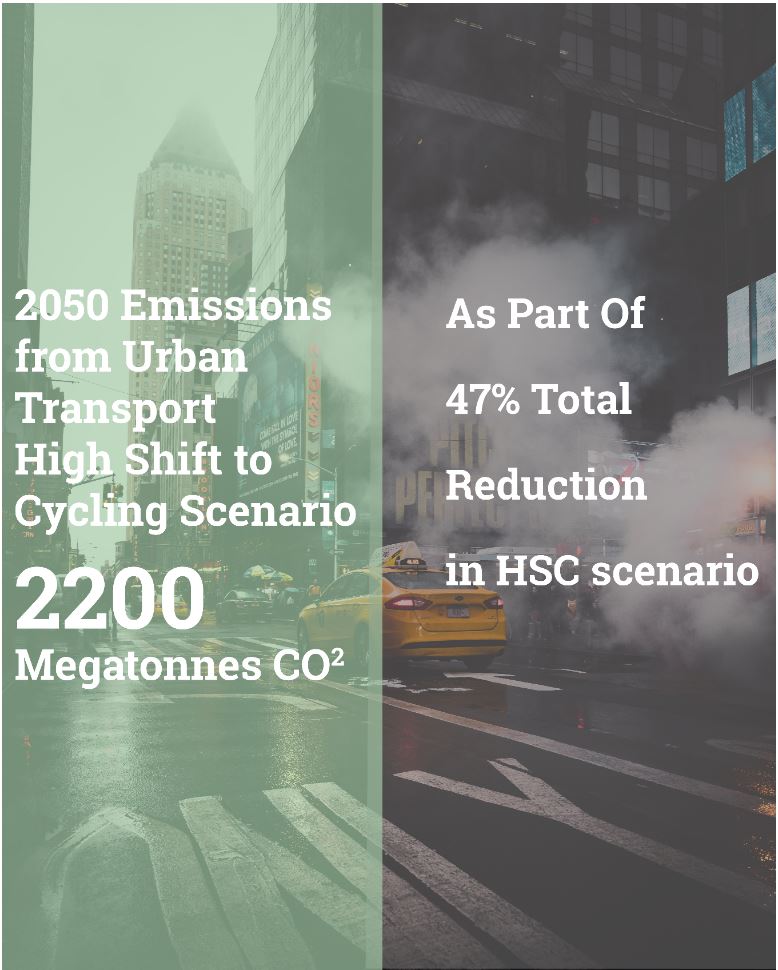 2050 Emissions
from Urban
Transport
High Shift to
Cycling Scenario
2200
Megatonnes CO²
As Part Of
47% Total
Reduction
in HSC scenario